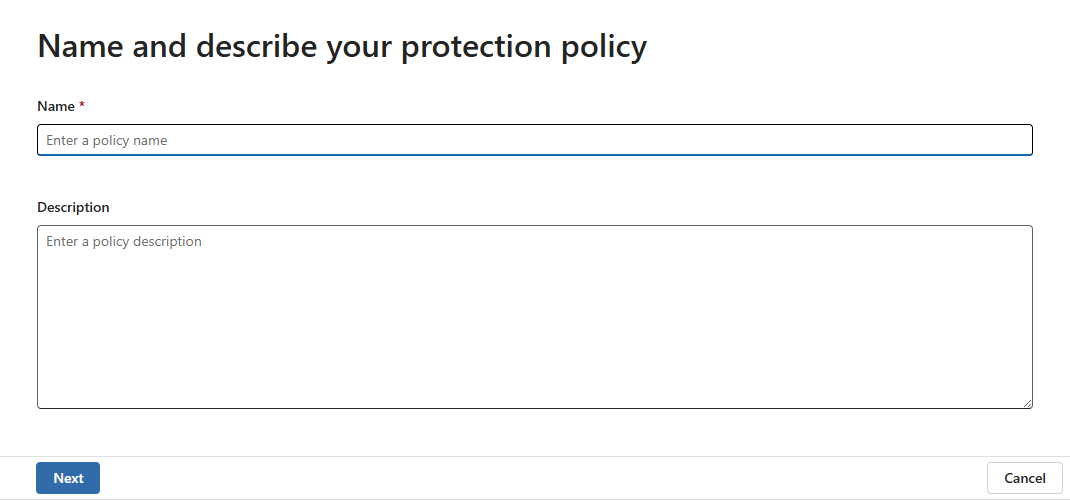 Name and describe your protection policy
Name *
Enter a policy name
Description
Enter a policy description
Next
Cancel